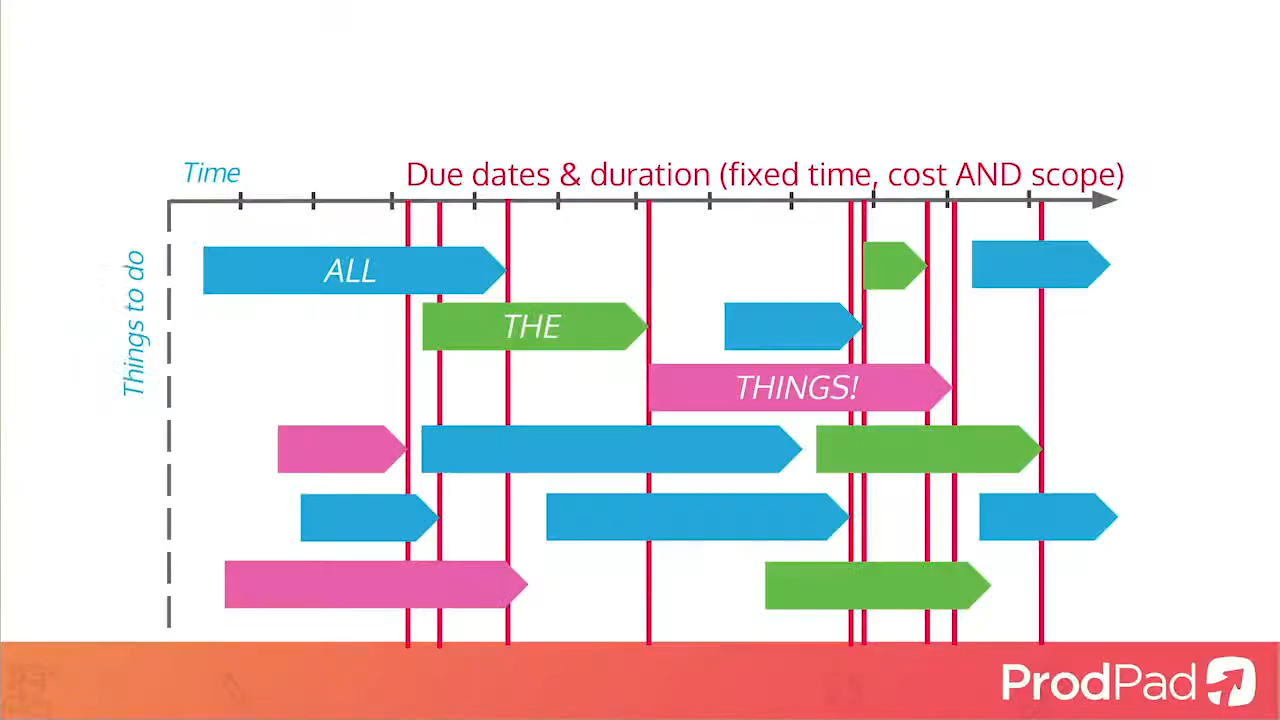 Time
Due dates & duration (fixed time, cost AND scope)
Things to do
ALL
THE
THINGS!
ProdPad